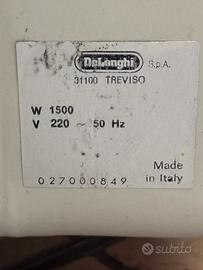 DeLonghi S.p.A.
31100 TREVISO
W 1500
V 220 ~ 50 Hz
Made
in Italy
027000849
subito